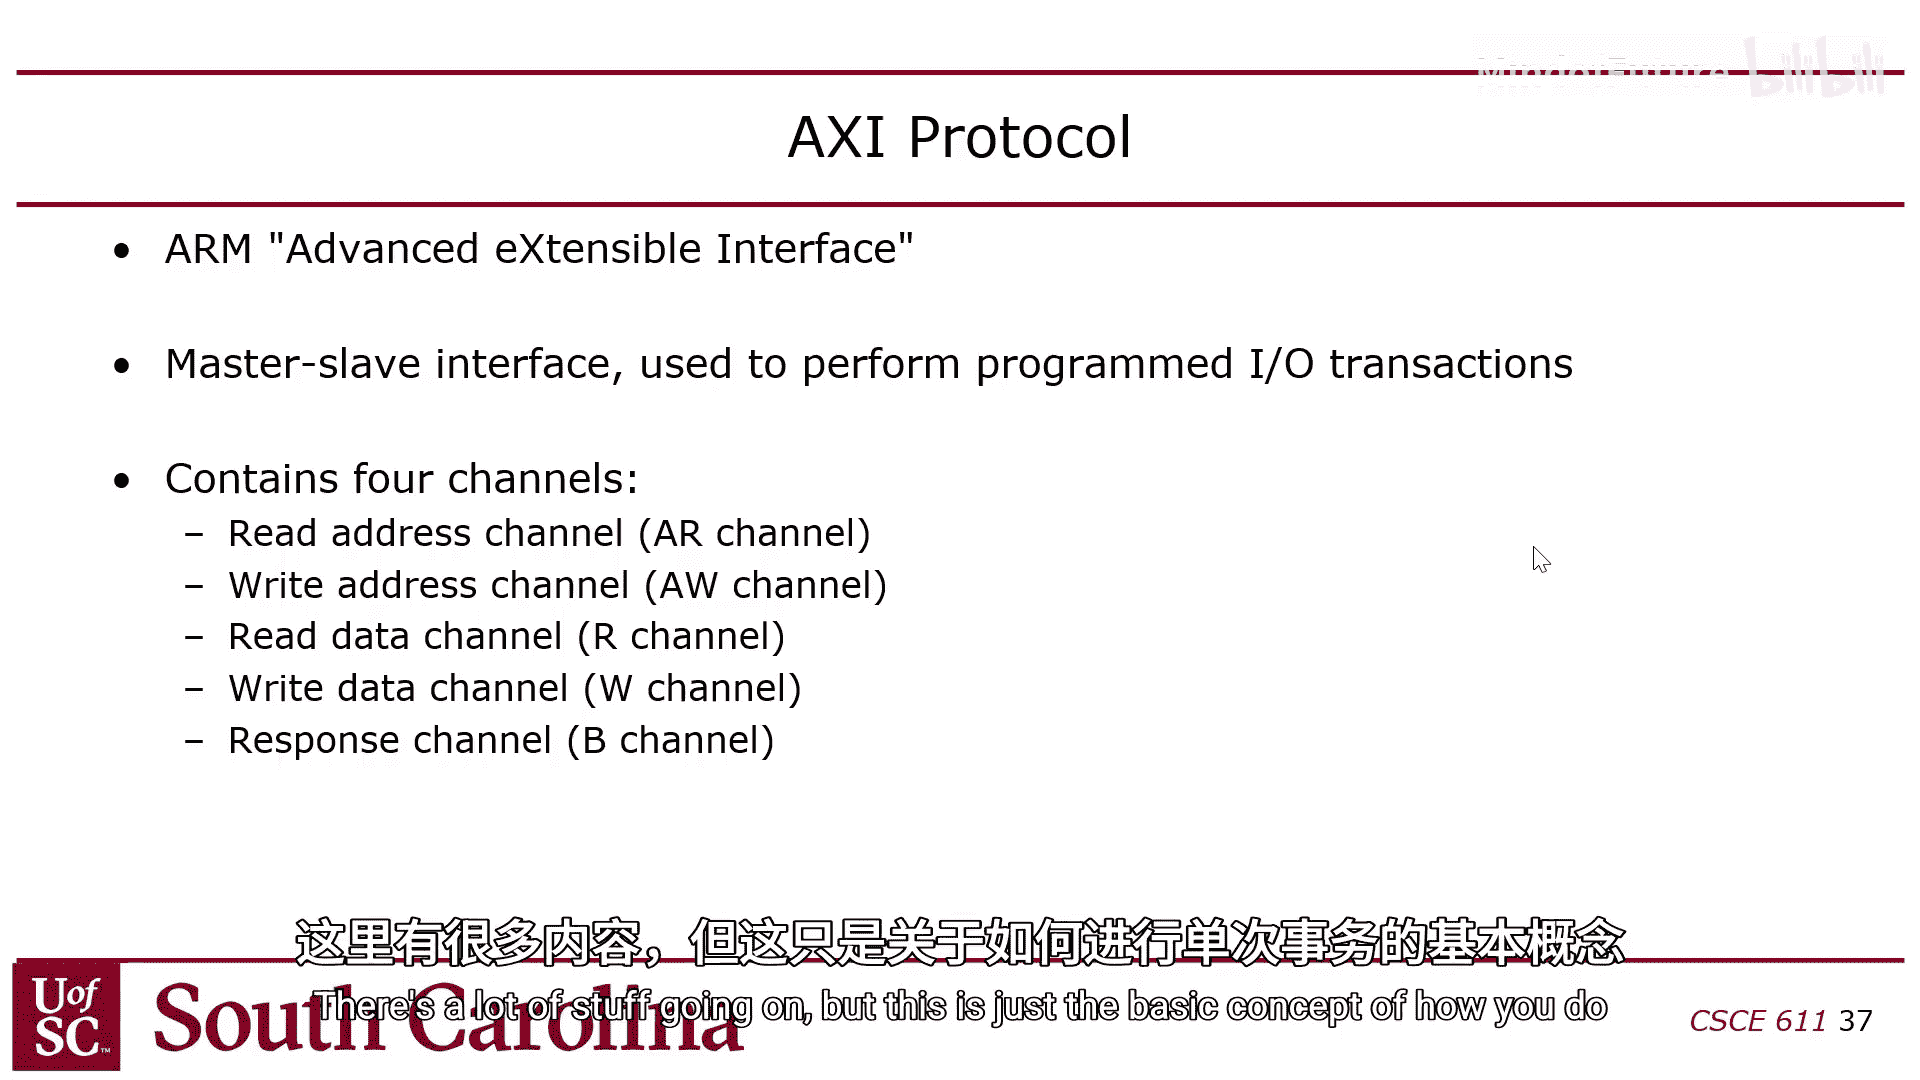 AXI Protocol
• ARM "Advanced eXtensible Interface"
• Master-slave interface, used to perform programmed I/O transactions
• Contains four channels:
– Read address channel (AR channel)
– Write address channel (AW channel)
– Read data channel (R channel)
– Write data channel (W channel)
– Response channel (B channel)
这里有很多内容，但这只是关于如何进行单次事务的基本概念
There's a lot of stuff going on, but this is just the basic concept of how you do
UofSC™
South Carolina
CSCE 611 37